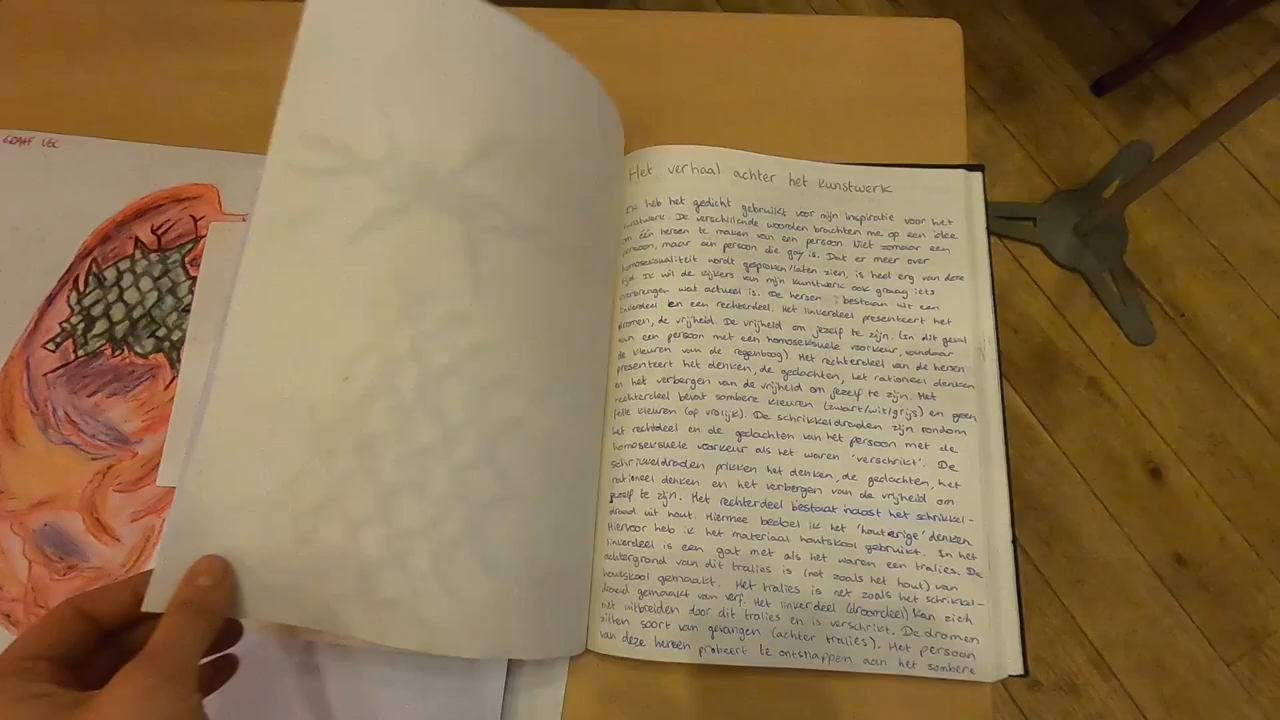 Het verhaal achter het kunstwerk
Ik heb het gedicht gebruikt voor mijn inspiratie voor het
kunstwerk. De verschillende woorden brachten me op een idee
om één hersen te maken van een persoon. Niet zomaar een
persoon, maar een persoon die gay is. Dat er meer over
homoseksualiteit wordt gesproken/laten zien, is heel erg van deze
tijd. Ik wil de kijkers van mijn kunstwerk ook graag iets
overbrengen wat actueel is. De hersen bestaan uit een
linkerdeel en een rechterdeel. Het linkerdeel presenteert het
dromen, de vrijheid. De vrijheid om jezelf te zijn. (in dit geval
van een persoon met een homoseksuele voorkeur, vandaar
de kleuren van de regenboog). Het rechterdeel van de hersen
presenteert het denken, de gedachten, het rationeel denken
en het verbergen van de vrijheid om jezelf te zijn. Het
rechterdeel bevat sombere kleuren (zwart/wit/grijs) en geen
felle kleuren (of vrolijk). De schrikkeldraden zijn rondom
het rechtdeel en de gedachten van het persoon met de
homoseksuele voorkeur als het waren 'verschrikt'. De
schrikkeldraden prikken het denken, de gedachten, het
rationeel denken en het verbergen van de vrijheid om
jezelf te zijn. Het rechterdeel bestaat naast het schrikkel-
draad uit hout. Hiermee bedoel ik het 'houterige' denken.
Hiervoor heb ik het materiaal houtskool gebruikt. In het
linkerdeel is een gat met als het waren een tralies. De
achtergrond van dit tralies is (net zoals het hout) van
houtskool gemaakt. Het tralies is net zoals het schrikkel-
draad gemaakt van verf. Het linkerdeel (droomdeel) kan zich
niet uitbreiden door dit tralies en is verschrikt. De dromen
zitten soort van gevangen (achter tralies). Het persoon
van deze hersen probeert te ontsnappen aan het sombere